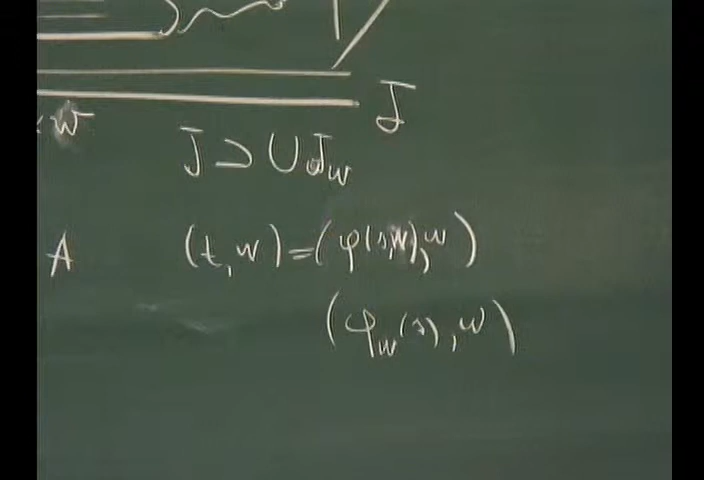 J
w
J ⊃ ∪ J_w
A (t, w) = (φ(s,w), w)
(φ_w(s), w)